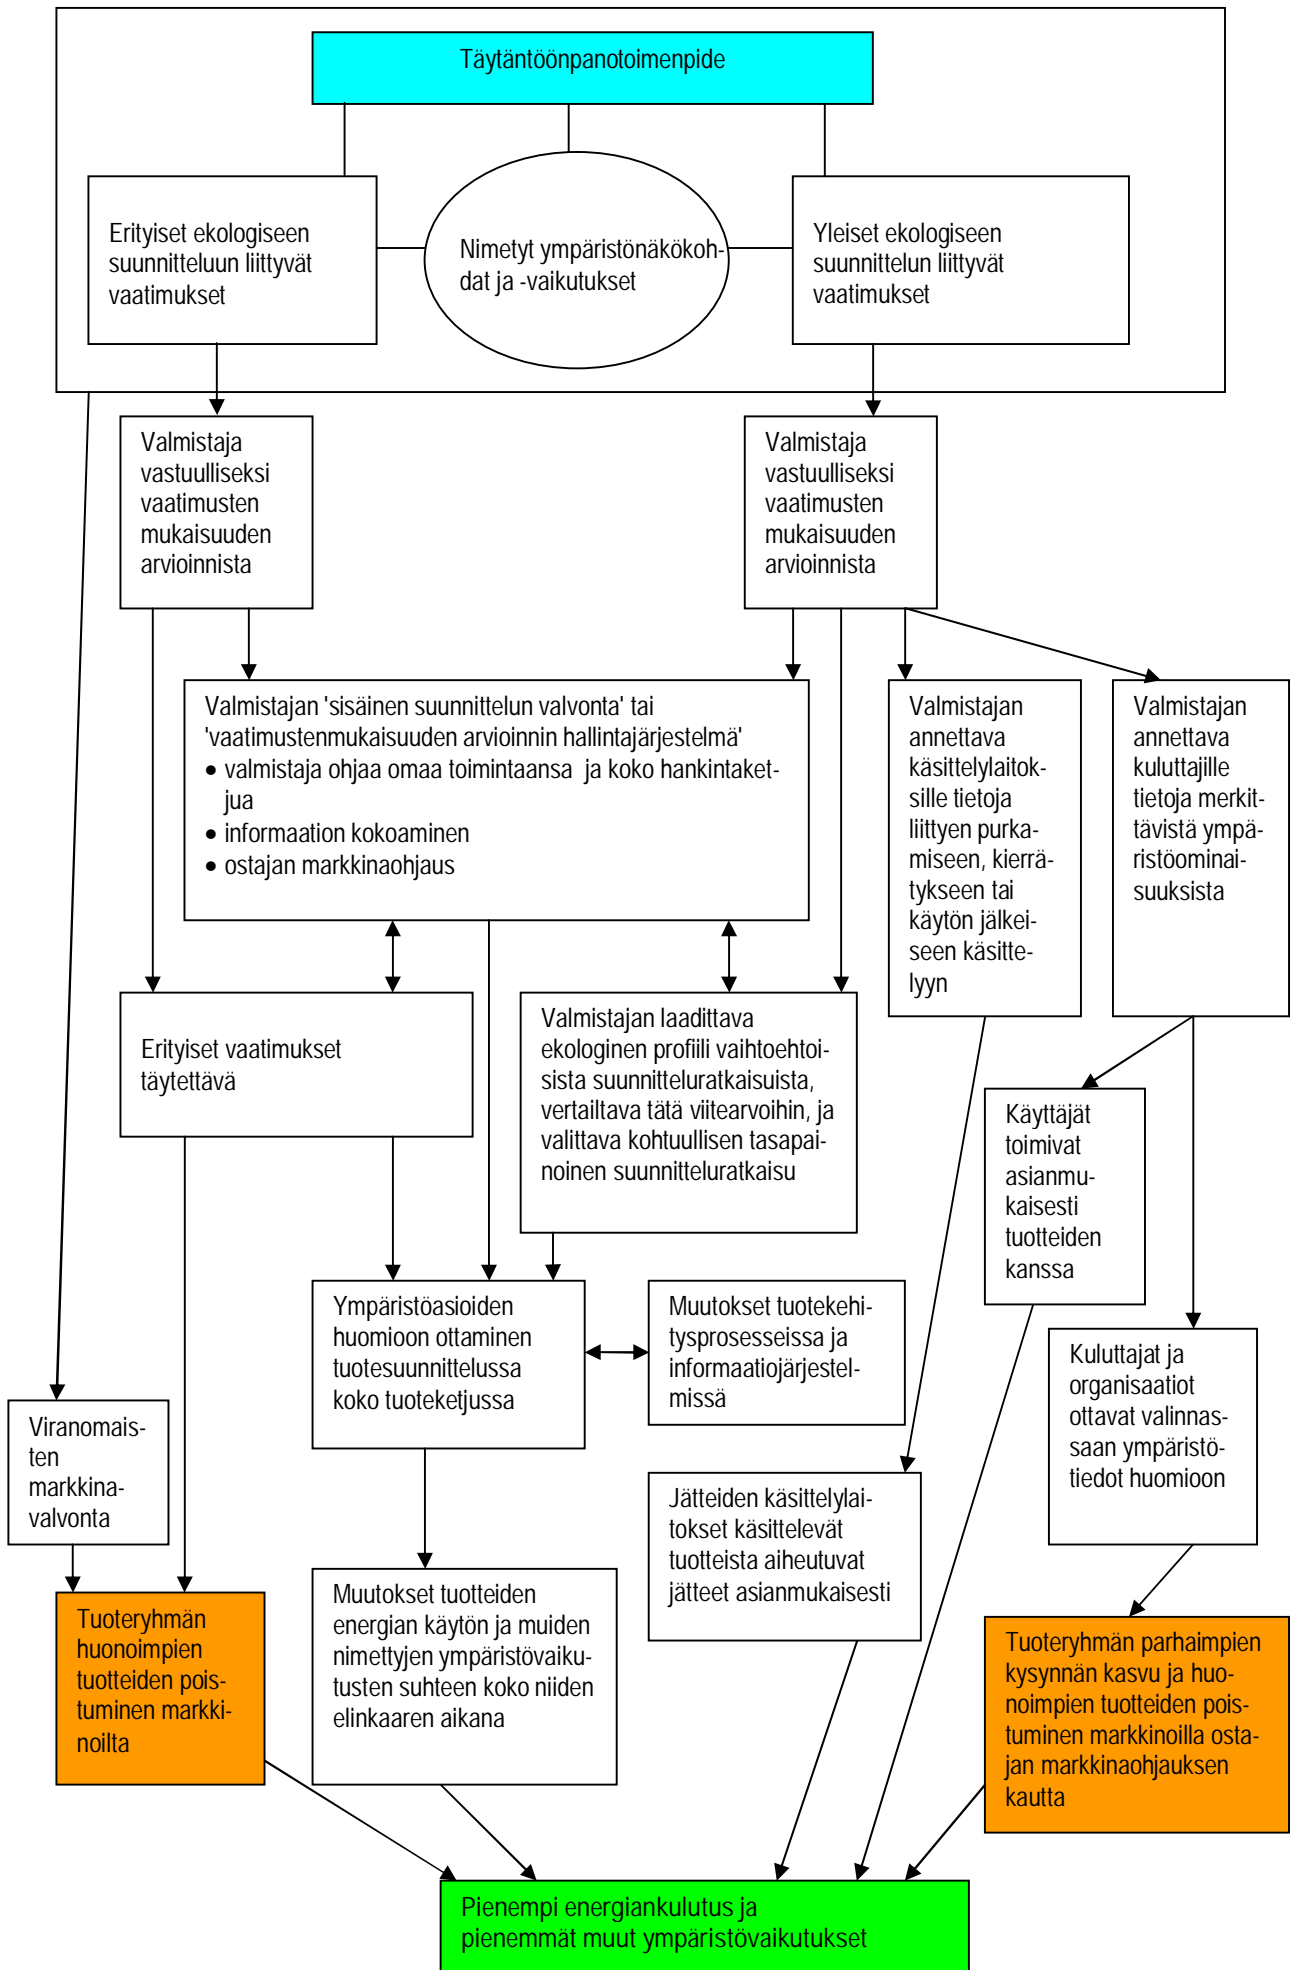 Täytäntöönpanotoimenpide
Erityiset ekologiseen
suunnitteluun liittyvät
vaatimukset
Nimetyt ympäristönäkökoh-
dat ja -vaikutukset
Yleiset ekologiseen
suunnittelun liittyvät
vaatimukset
Valmistaja
vastuulliseksi
vaatimusten
mukaisuuden
arvioinnista
Valmistaja
vastuulliseksi
vaatimusten
mukaisuuden
arvioinnista
Valmistajan 'sisäinen suunnittelun valvonta' tai
'vaatimustenmukaisuuden arvioinnin hallintajärjestelmä'
• valmistaja ohjaa omaa toimintaansa ja koko hankintaket-
jua
• informaation kokoaminen
• ostajan markkinaohjaus
Valmistajan
annettava
käsittelylaitok-
sille tietoja
liittyen purka-
miseen, kierrä-
tykseen tai
käytön jälkei-
seen käsitte-
lyyn
Valmistajan
annettava
kuluttajille
tietoja merkit-
tävistä ympä-
ristöominai-
suuksista
Erityiset vaatimukset
täytettävä
Valmistajan laadittava
ekologinen profiili vaihtoehtoi-
sista suunnitteluratkaisuista,
vertailtava tätä viitearvoihin, ja
valittava kohtuullisen tasapai-
noinen suunnitteluratkaisu
Käyttäjät
toimivat
asianmu-
kaisesti
tuotteiden
kanssa
Ympäristöasioiden
huomioon ottaminen
tuotesuunnittelussa
koko tuoteketjussa
Muutokset tuotekehi-
tysprosesseissa ja
informaatiojärjestel-
missä
Kuluttajat ja
organisaatiot
ottavat valinnas-
saan ympäristö-
tiedot huomioon
Viranomais-
ten
markkina-
valvonta
Jätteiden käsittelylai-
tokset käsittelevät
tuotteista aiheutuvat
jätteet asianmukaisesti
Muutokset tuotteiden
energian käytön ja muiden
nimettyjen ympäristövaiku-
tusten suhteen koko niiden
elinkaaren aikana
Tuoteryhmän
huonoimpien
tuotteiden pois-
tuminen markki-
noilta
Tuoteryhmän parhaimpien
kysynnän kasvu ja huo-
noimpien tuotteiden pois-
tuminen markkinoilla osta-
jan markkinaohjauksen
kautta
Pienempi energiankulutus ja
pienemmät muut ympäristövaikutukset